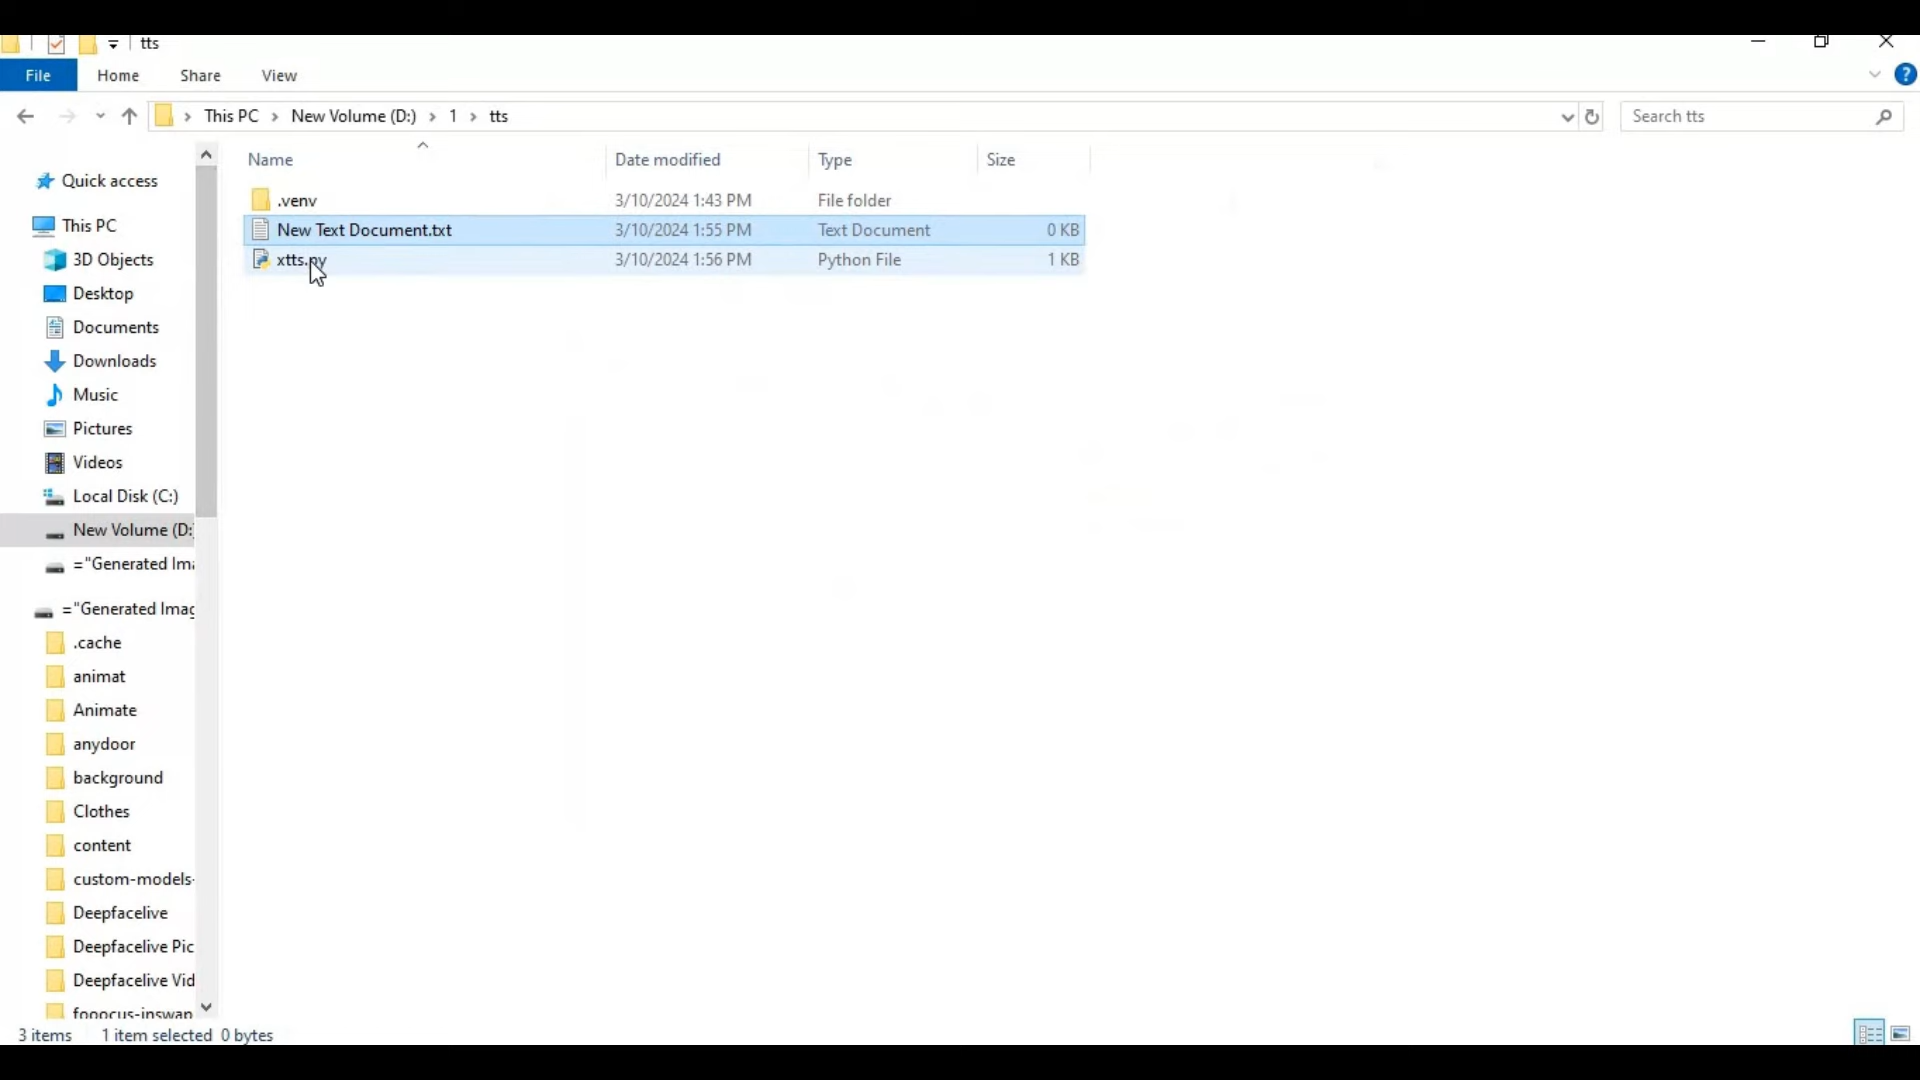 tts
File Home Share View
This PC New Volume (D:) 1 tts Search tts
Name Date modified Type Size
.venv 3/10/2024 1:43 PM File folder
New Text Document.txt 3/10/2024 1:55 PM Text Document 0 KB
xtts.py 3/10/2024 1:56 PM Python File 1 KB
Quick access
This PC
3D Objects
Desktop
Documents
Downloads
Music
Pictures
Videos
Local Disk (C:)
New Volume (D:
="Generated Ima
="Generated Imag
.cache
animat
Animate
anydoor
background
Clothes
content
custom-models-
Deepfacelive
Deepfacelive Pic
Deepfacelive Vid
fooocus-inswap
3 items 1 item selected 0 bytes